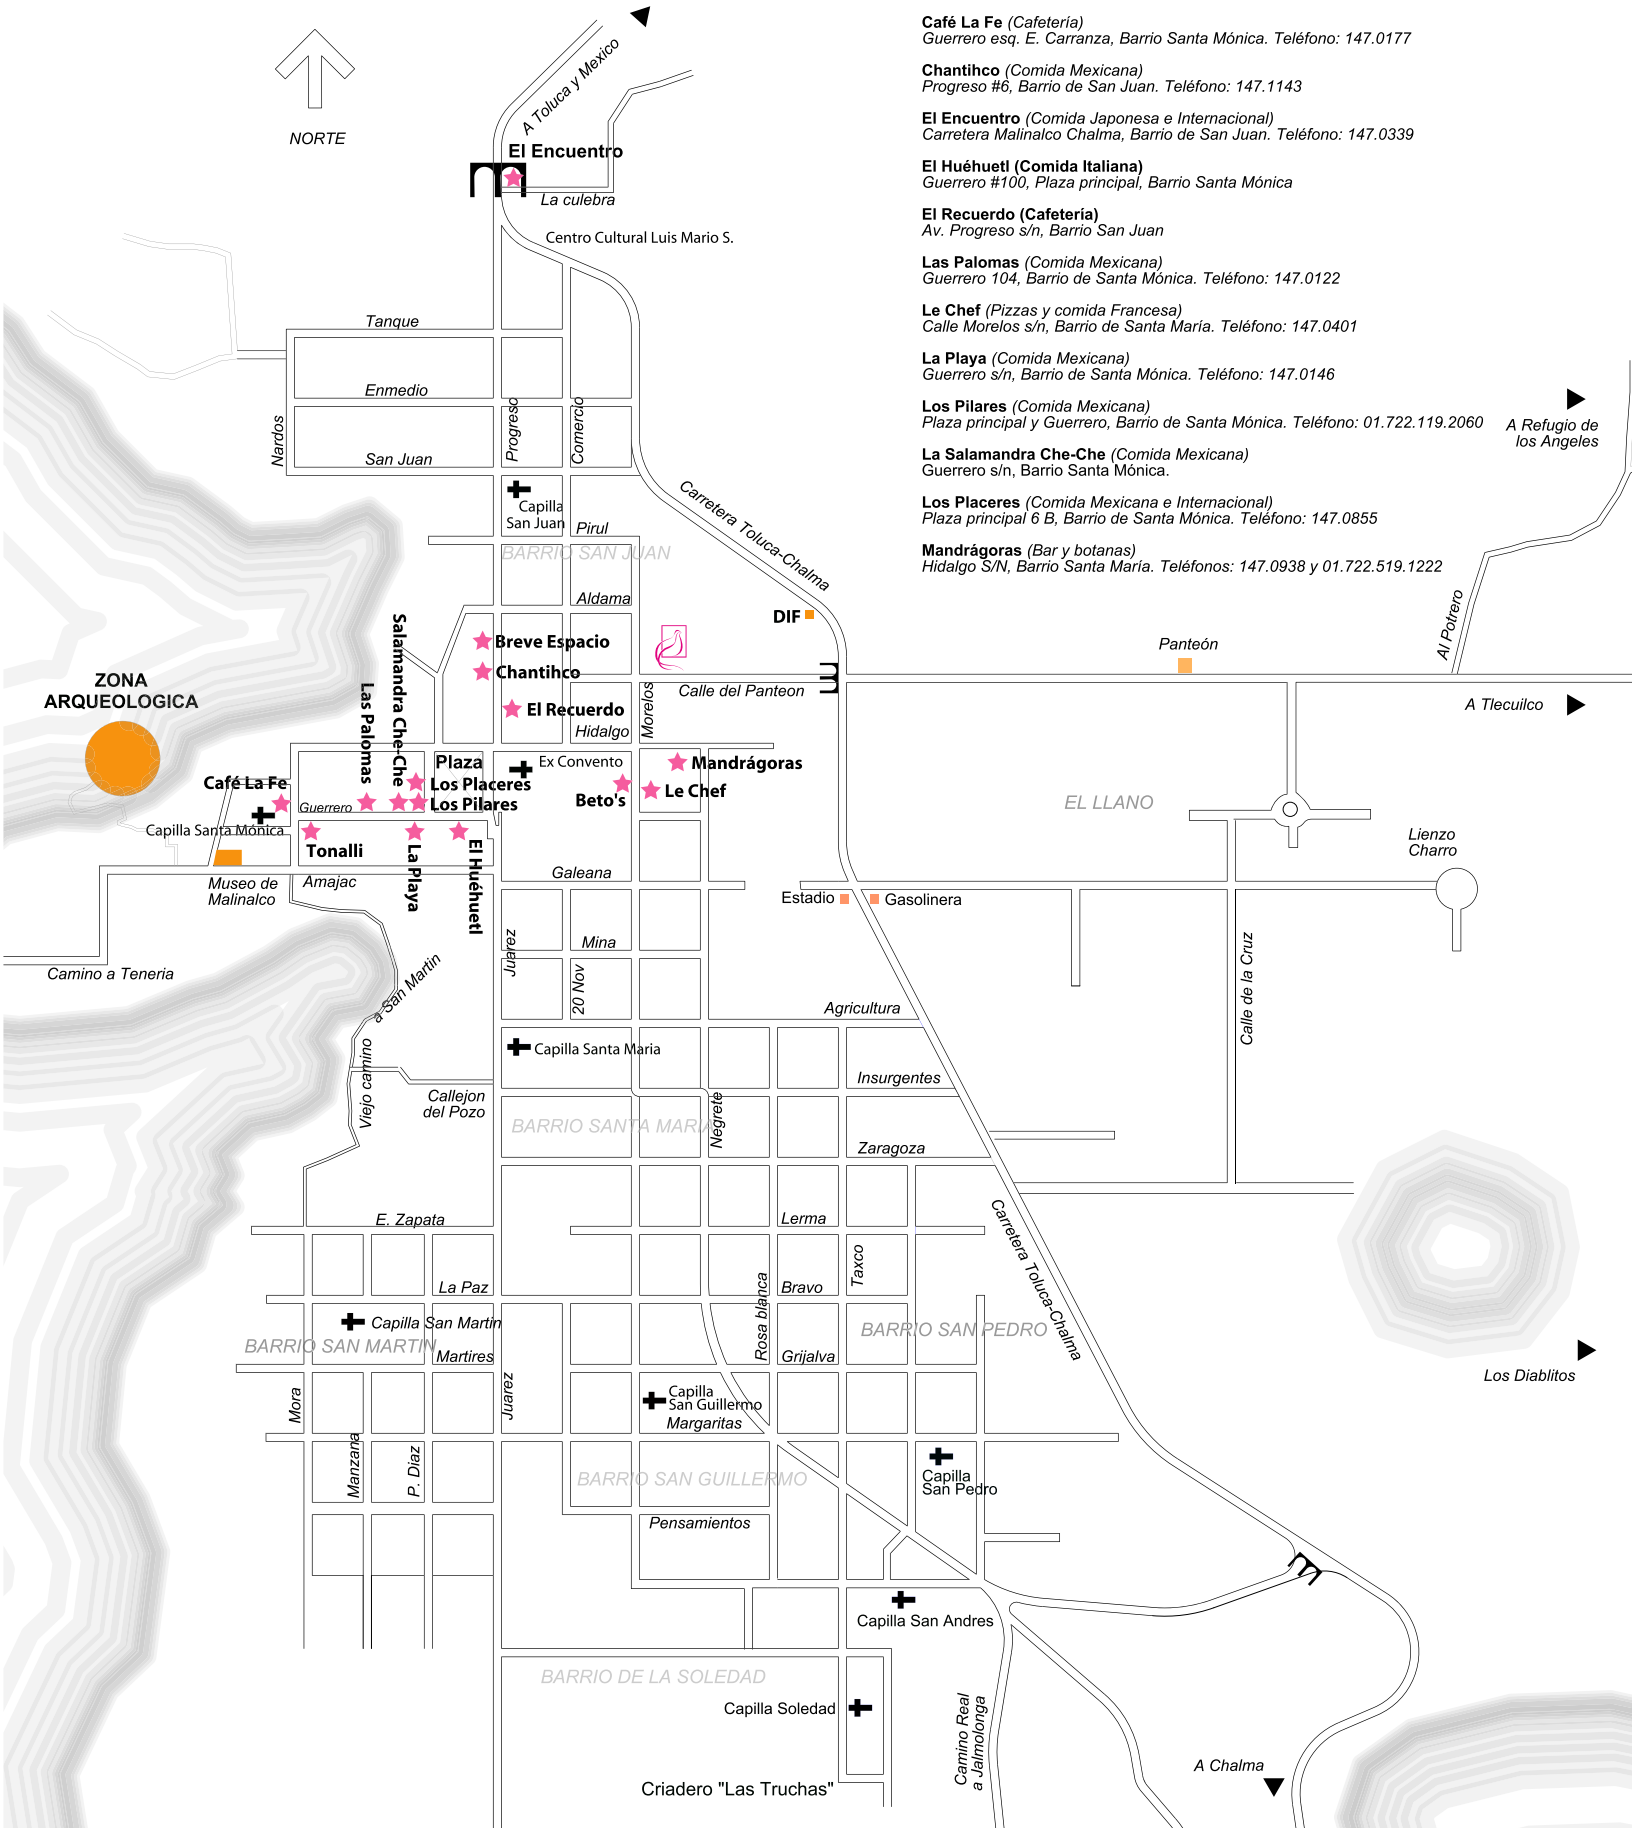 Café La Fe (Cafetería)
Guerrero esq. E. Carranza, Barrio Santa Mónica. Teléfono: 147.0177
Chantihco (Comida Mexicana)
Progreso #6, Barrio de San Juan. Teléfono: 147.1143
El Encuentro (Comida Japonesa e Internacional)
Carretera Malinalco Chalma, Barrio de San Juan. Teléfono: 147.0339
El Huéhuetl (Comida Italiana)
Guerrero #100, Plaza principal, Barrio Santa Mónica
El Recuerdo (Cafetería)
Av. Progreso s/n, Barrio San Juan
Las Palomas (Comida Mexicana)
Guerrero 104, Barrio de Santa Mónica. Teléfono: 147.0122
Le Chef (Pizzas y comida Francesa)
Calle Morelos s/n, Barrio de Santa María. Teléfono: 147.0401
La Playa (Comida Mexicana)
Guerrero s/n, Barrio de Santa Mónica. Teléfono: 147.0146
Los Pilares (Comida Mexicana)
Plaza principal y Guerrero, Barrio de Santa Mónica. Teléfono: 01.722.119.2060
La Salamandra Che-Che (Comida Mexicana)
Guerrero s/n, Barrio Santa Mónica.
Los Placeres (Comida Mexicana e Internacional)
Plaza principal 6 B, Barrio de Santa Mónica. Teléfono: 147.0855
Mandrágoras (Bar y botanas)
Hidalgo S/N, Barrio Santa María. Teléfonos: 147.0938 y 01.722.519.1222
NORTE
A Toluca y Mexico
El Encuentro
La culebra
Centro Cultural Luis Mario S.
Tanque
Enmedio
Nardos
Progreso
Comercio
San Juan
A Refugio de
los Angeles
Capilla
San Juan
Carretera Toluca-Chalma
Pirul
BARRIO SAN JUAN
Aldama
DIF
Al Potrero
Panteón
Breve Espacio
Chantihco
Salamandra Che-Che
Las Palomas
ZONA
ARQUEOLOGICA
Calle del Panteon
A Tlecuilco
El Recuerdo
Morelos
Hidalgo
Plaza
Ex Convento
Mandrágoras
Café La Fe
Los Placeres
Le Chef
Beto's
Guerrero
Los Pilares
EL LLANO
Capilla Santa Mónica
Tonalli
La Playa
El Huéhuetl
Lienzo
Charro
Museo de
Malinalco
Amajac
Galeana
Estadio
Gasolinera
Juarez
Mina
Camino a Teneria
a San Martin
20 Nov
Calle de la Cruz
Agricultura
Capilla Santa Maria
Viejo camino
Insurgentes
Callejon
del Pozo
BARRIO SANTA MARIA
Negrete
Zaragoza
E. Zapata
Lerma
Carretera Toluca-Chalma
Taxco
La Paz
Rosa blanca
Bravo
Capilla San Martin
BARRIO SAN PEDRO
BARRIO SAN MARTIN
Martires
Grijalva
Los Diablitos
Mora
Juarez
Capilla
San Guillermo
Margaritas
Manzana
P. Diaz
BARRIO SAN GUILLERMO
Capilla
San Pedro
Pensamientos
m
m
m
Capilla San Andres
BARRIO DE LA SOLEDAD
Capilla Soledad
Camino Real
a Jalmolonga
A Chalma
Criadero "Las Truchas"